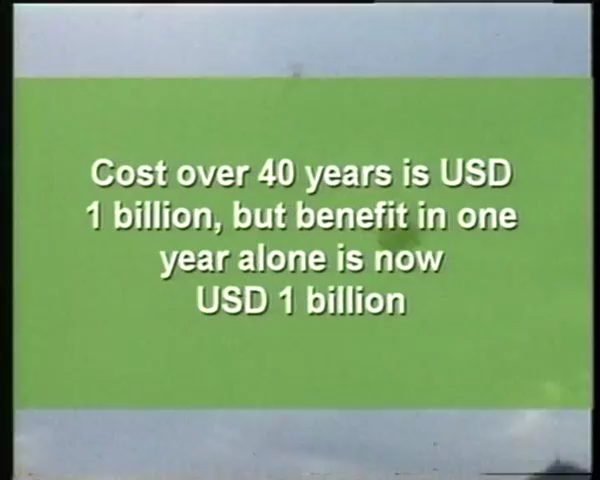 Cost over 40 years is USD
1 billion, but benefit in one
year alone is now
USD 1 billion